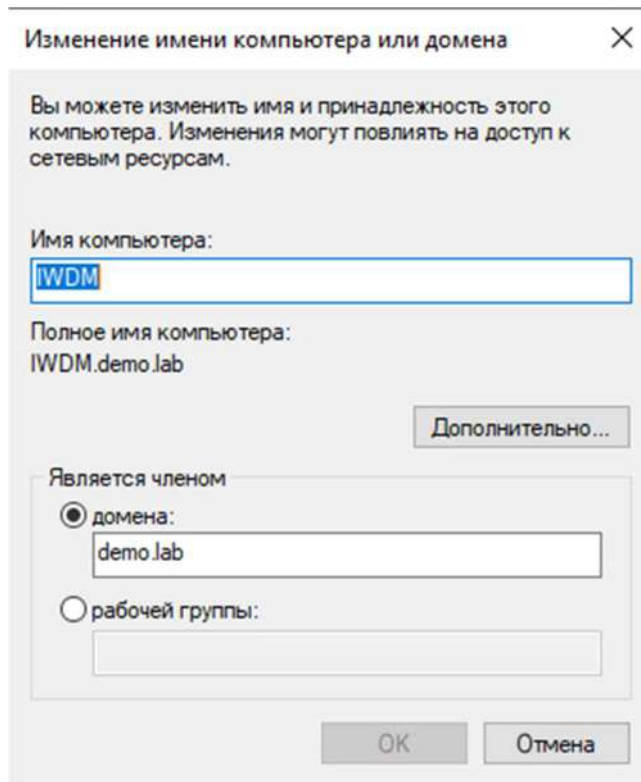 Изменение имени компьютера или домена
Вы можете изменить имя и принадлежность этого
компьютера. Изменения могут повлиять на доступ к
сетевым ресурсам.
Имя компьютера:
IWDM
Полное имя компьютера:
IWDM.demo.lab
Дополнительно...
Является членом
домена:
demo.lab
рабочей группы:
OK
Отмена